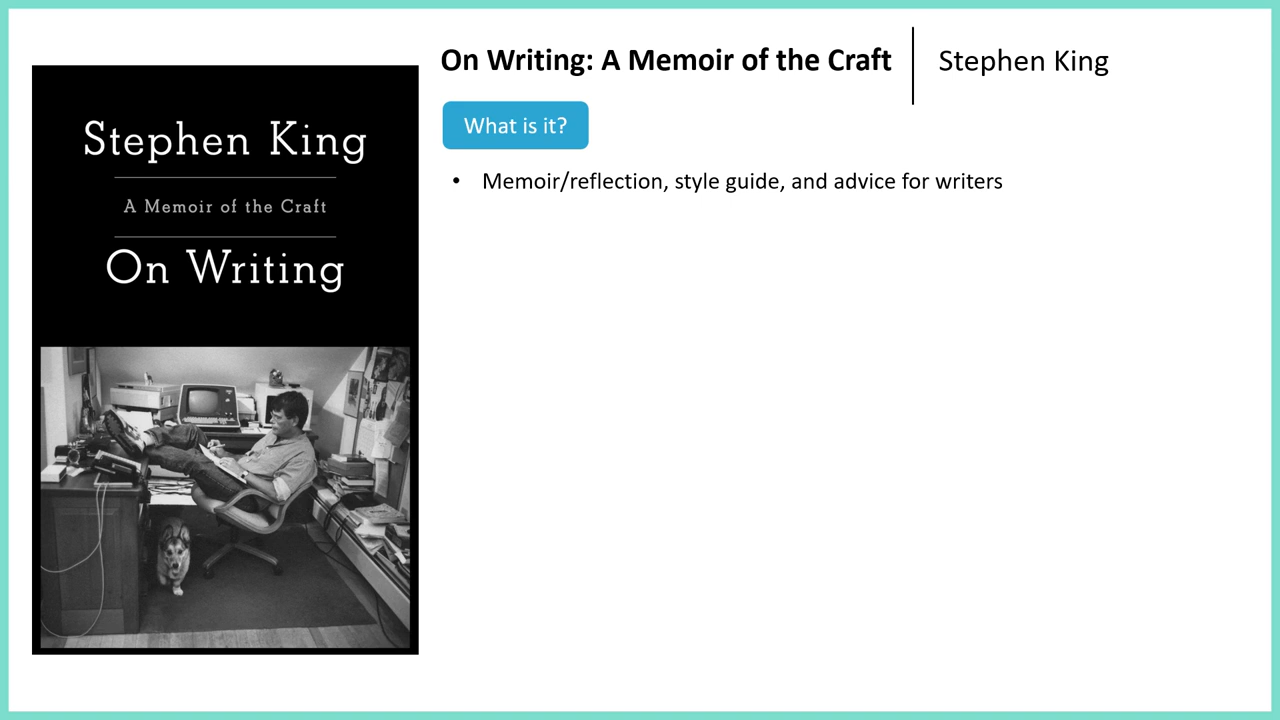 On Writing: A Memoir of the Craft
Stephen King
What is it?
• Memoir/reflection, style guide, and advice for writers
Stephen King
A Memoir of the Craft
On Writing